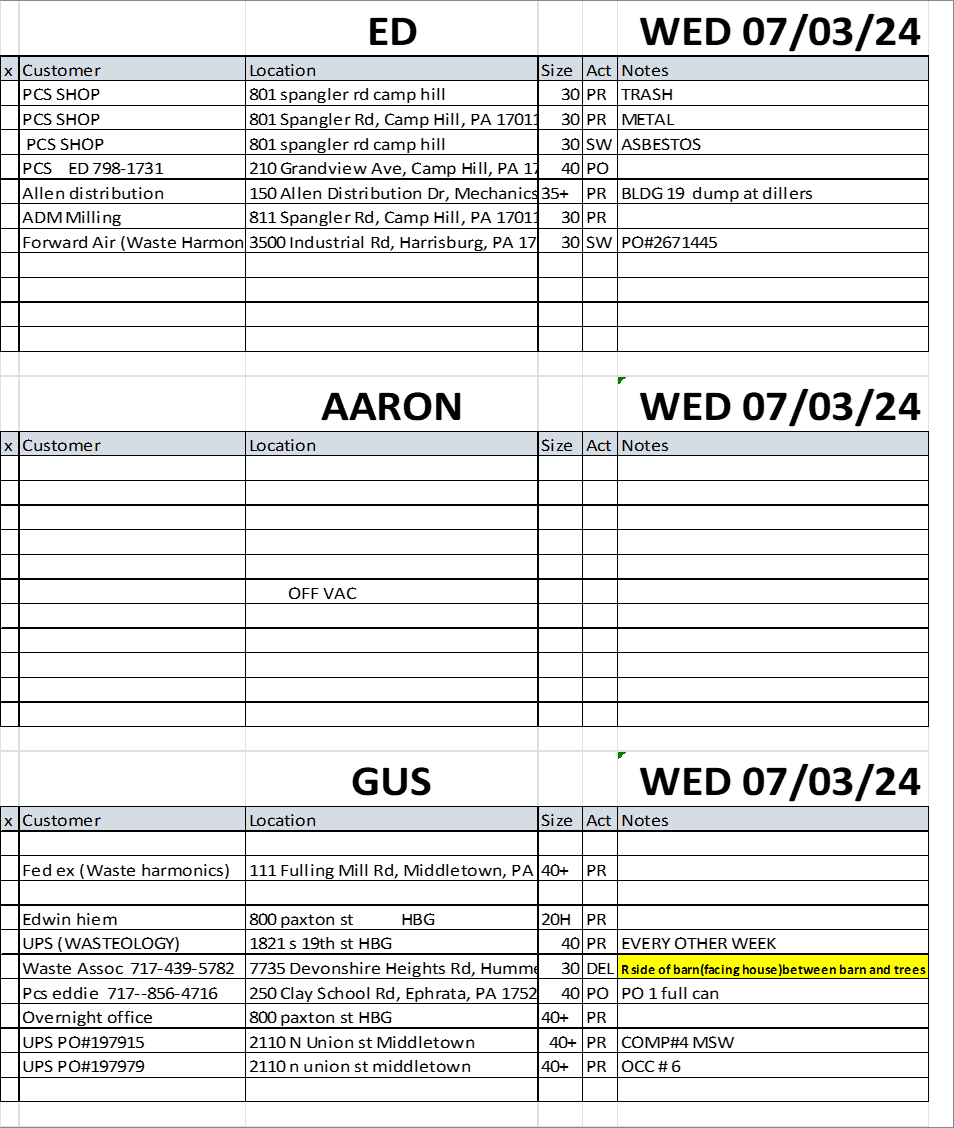 ED WED 07/03/24
x Customer Location Size Act Notes
PCS SHOP 801 spangler rd camp hill 30 PR TRASH
PCS SHOP 801 Spangler Rd, Camp Hill, PA 17011 30 PR METAL
PCS SHOP 801 spangler rd camp hill 30 SW ASBESTOS
PCS ED 798-1731 210 Grandview Ave, Camp Hill, PA 17 40 PO
Allen distribution 150 Allen Distribution Dr, Mechanics 35+ PR BLDG 19 dump at dillers
ADM Milling 811 Spangler Rd, Camp Hill, PA 17011 30 PR
Forward Air (Waste Harmon 3500 Industrial Rd, Harrisburg, PA 17 30 SW PO#2671445
AARON WED 07/03/24
x Customer Location Size Act Notes
OFF VAC
GUS WED 07/03/24
x Customer Location Size Act Notes
Fed ex (Waste harmonics) 111 Fulling Mill Rd, Middletown, PA 40+ PR
Edwin hiem 800 paxton st HBG 20H PR
UPS (WASTEOLOGY) 1821 s 19th st HBG 40 PR EVERY OTHER WEEK
Waste Assoc 717-439-5782 7735 Devonshire Heights Rd, Humme 30 DEL R side of barn(facing house)between barn and trees
Pcs eddie 717--856-4716 250 Clay School Rd, Ephrata, PA 1752 40 PO PO 1 full can
Overnight office 800 paxton st HBG 40+ PR
UPS PO#197915 2110 N Union st Middletown 40+ PR COMP#4 MSW
UPS PO#197979 2110 n union st middletown 40+ PR OCC # 6